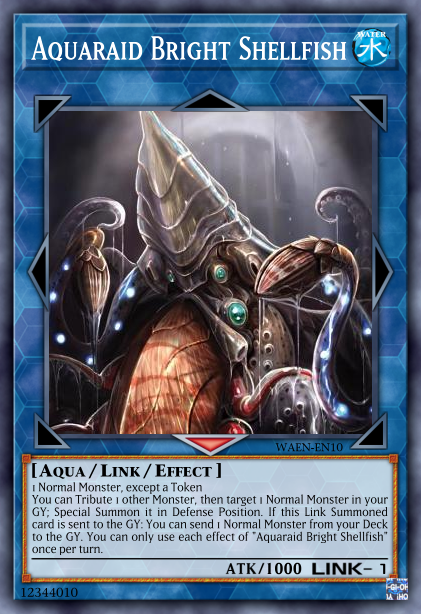 Aquaraid Bright Shellfish
WATER
水
WAEN-EN10
[ Aqua / Link / Effect ]
1 Normal Monster, except a Token
You can Tribute 1 other Monster, then target 1 Normal Monster in your
GY; Special Summon it in Defense Position. If this Link Summoned
card is sent to the GY: You can send 1 Normal Monster from your Deck
to the GY. You can only use each effect of "Aquaraid Bright Shellfish"
once per turn.
ATK/1000 LINK- 1
12344010